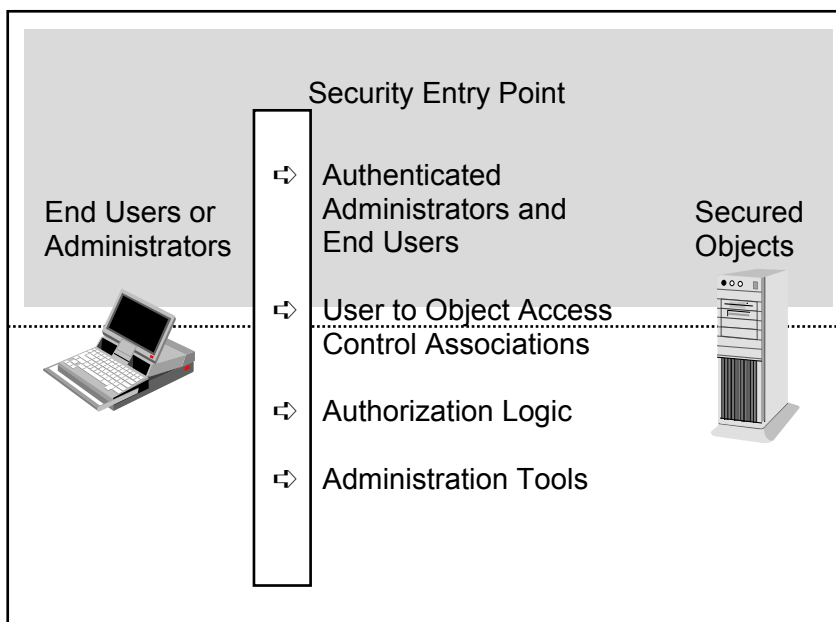 Security Entry Point
End Users or
Administrators
Authenticated
Administrators and
End Users
User to Object Access
Control Associations
Authorization Logic
Administration Tools
Secured
Objects